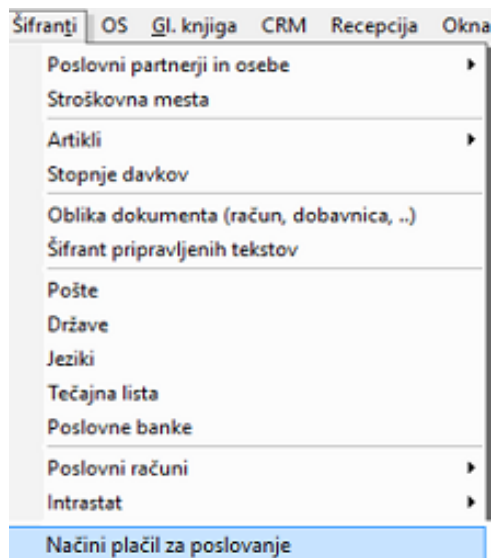 Šifranti OS Gl. knjiga CRM Recepcija Okna
Poslovni partnerji in osebe
Stroškovna mesta
Artikli
Stopnje davkov
Oblika dokumenta (račun, dobavnica, ..)
Šifrant pripravljenih tekstov
Pošte
Države
Jeziki
Tečajna lista
Poslovne banke
Poslovni računi
Intrastat
Načini plačil za poslovanje